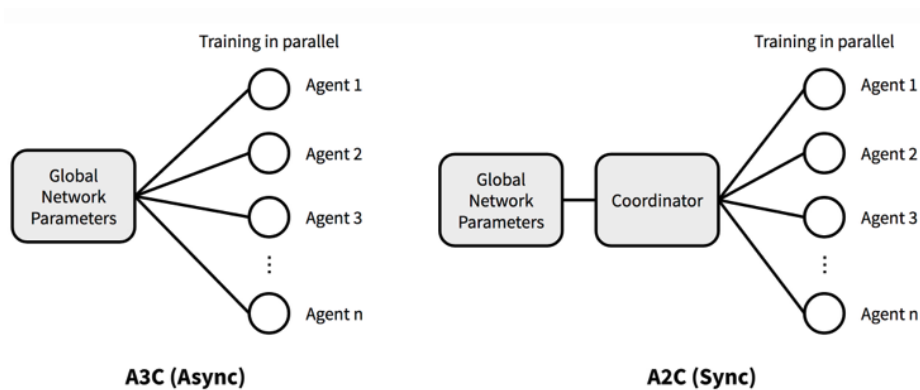 Training in parallel
Agent 1
Agent 2
Global
Network
Parameters
Agent 3
Agent n
A3C (Async)
Training in parallel
Agent 1
Agent 2
Global
Network
Parameters
Coordinator
Agent 3
Agent n
A2C (Sync)